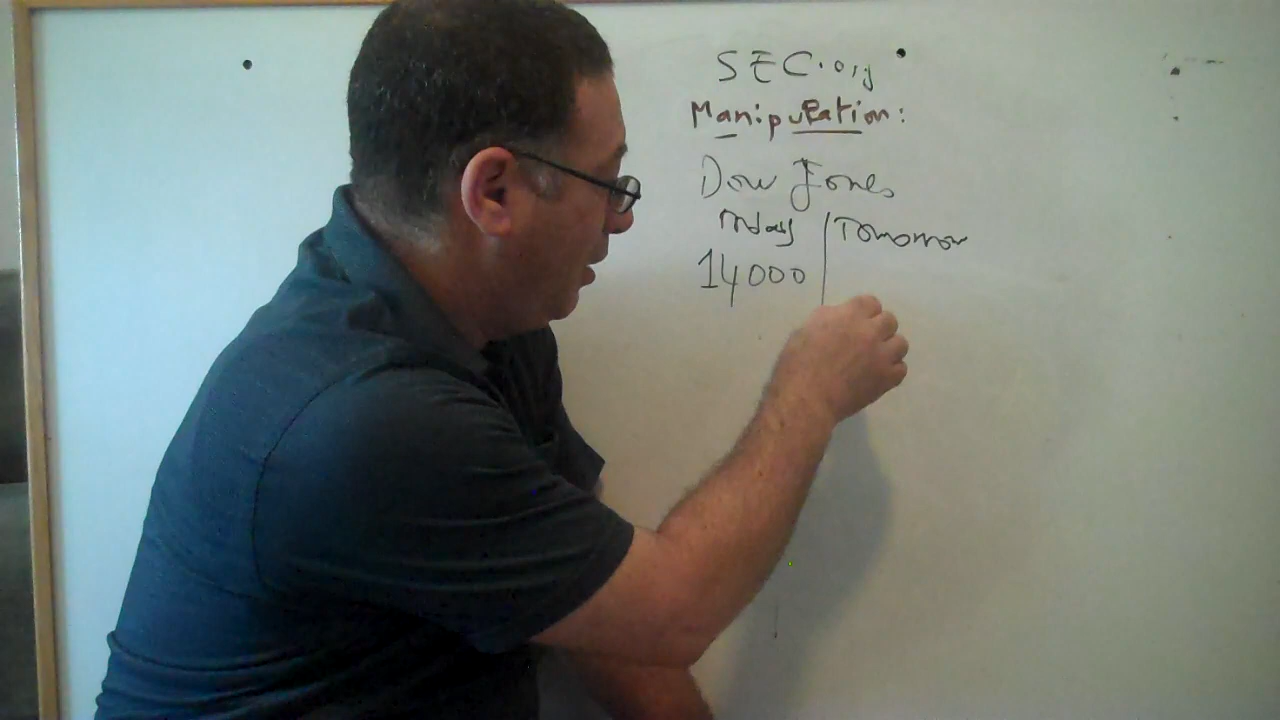 SEC.org
Manipulation:
Dow Jones
Today | Tomorrow
14000